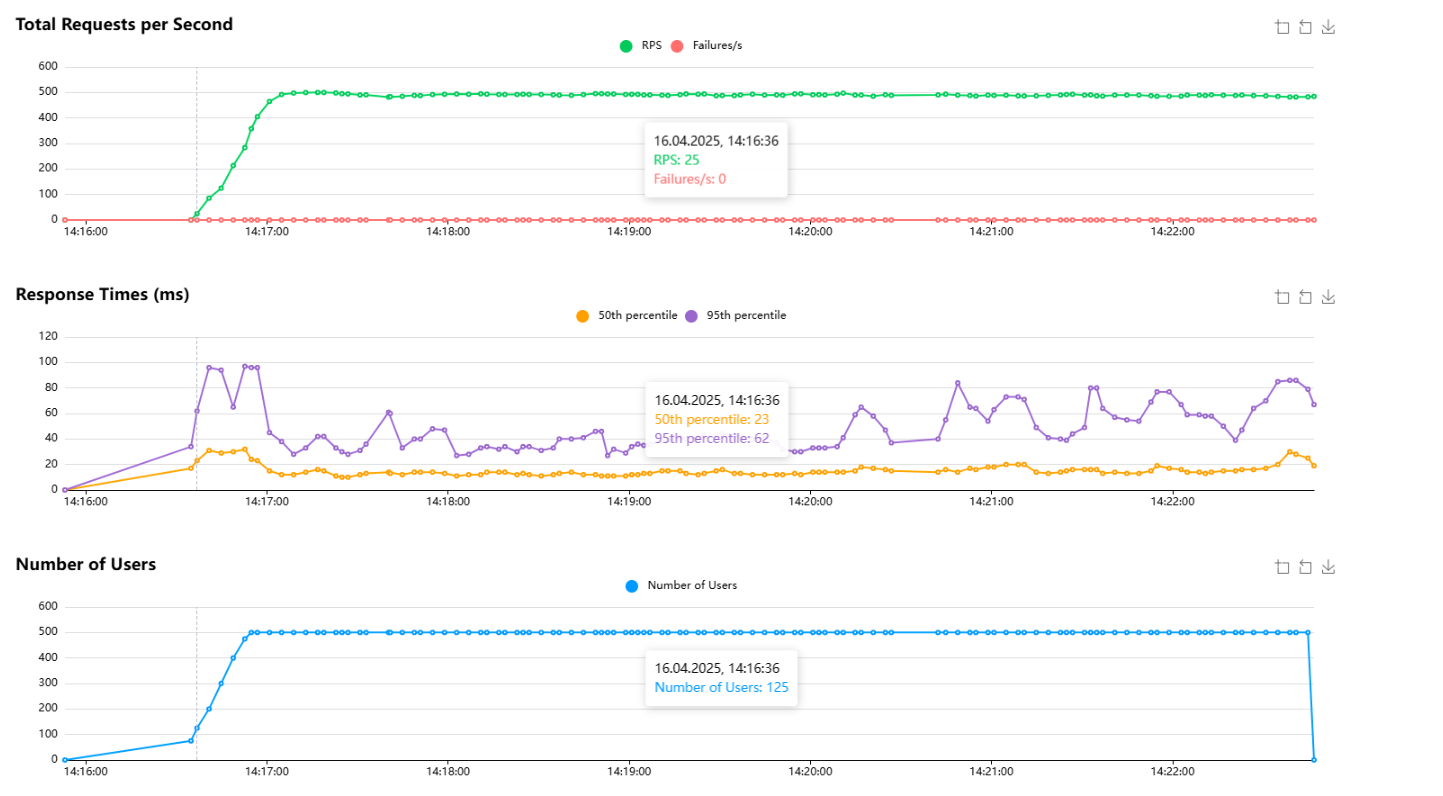 Total Requests per Second
RPS Failures/s
600
500
400
300
200
100
0
16.04.2025, 14:16:36
RPS: 25
Failures/s: 0
14:16:00 14:17:00 14:18:00 14:19:00 14:20:00 14:21:00 14:22:00
Response Times (ms)
50th percentile 95th percentile
120
100
80
60
40
20
0
16.04.2025, 14:16:36
50th percentile: 23
95th percentile: 62
14:16:00 14:17:00 14:18:00 14:19:00 14:20:00 14:21:00 14:22:00
Number of Users
Number of Users
600
500
400
300
200
100
0
16.04.2025, 14:16:36
Number of Users: 125
14:16:00 14:17:00 14:18:00 14:19:00 14:20:00 14:21:00 14:22:00